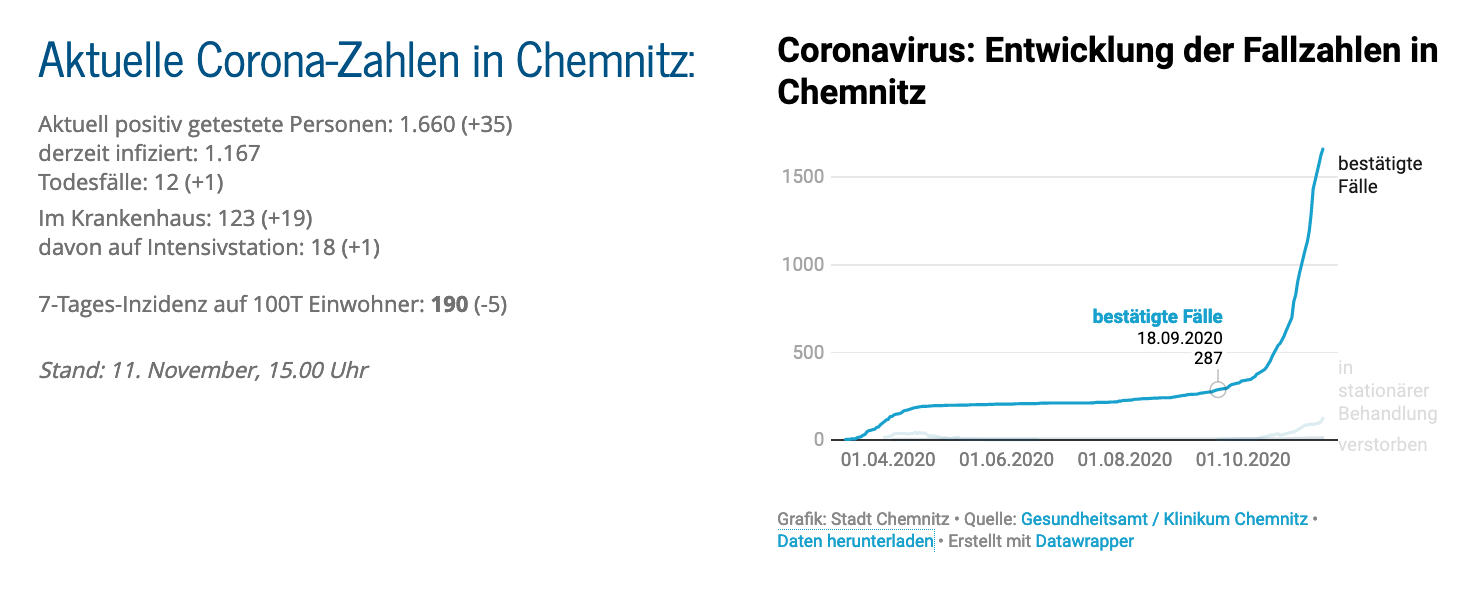 Aktuelle Corona-Zahlen in Chemnitz:
Aktuell positiv getestete Personen: 1.660 (+35)
derzeit infiziert: 1.167
Todesfälle: 12 (+1)
Im Krankenhaus: 123 (+19)
davon auf Intensivstation: 18 (+1)
7-Tages-Inzidenz auf 100T Einwohner: 190 (-5)
Stand: 11. November, 15.00 Uhr
Coronavirus: Entwicklung der Fallzahlen in
Chemnitz
1500
1000
500
0
bestätigte
Fälle
bestätigte Fälle
18.09.2020
287
in
stationärer
Behandlung
verstorben
01.04.2020
01.06.2020
01.08.2020
01.10.2020
Grafik: Stadt Chemnitz • Quelle: Gesundheitsamt / Klinikum Chemnitz •
Daten herunterladen • Erstellt mit Datawrapper